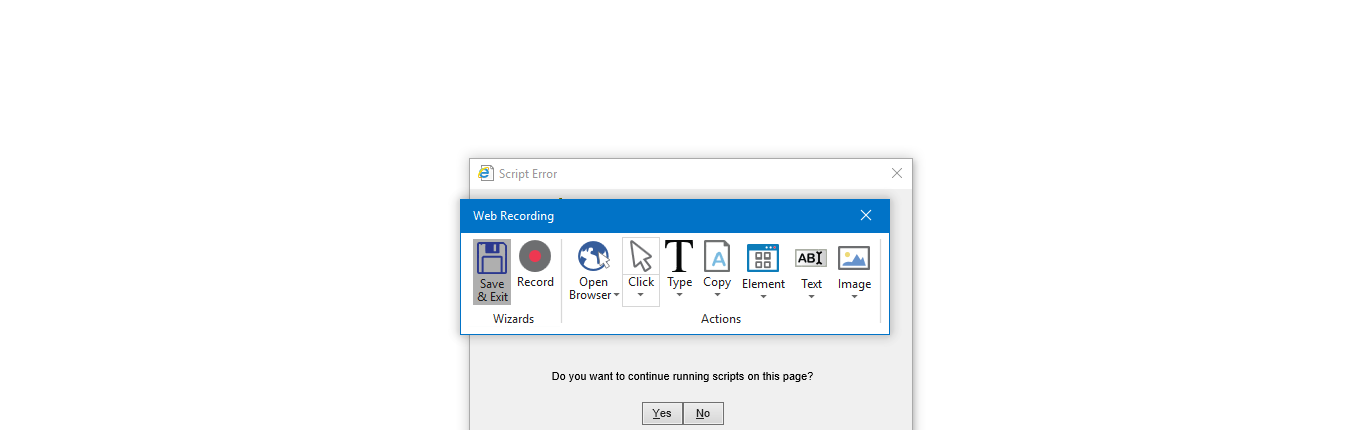 Script Error
Web Recording
Save
& Exit
Record
Open
Browser
Click
Type
Copy
Element
Text
Image
Wizards
Actions
A
ABI
Do you want to continue running scripts on this page?
Yes
No